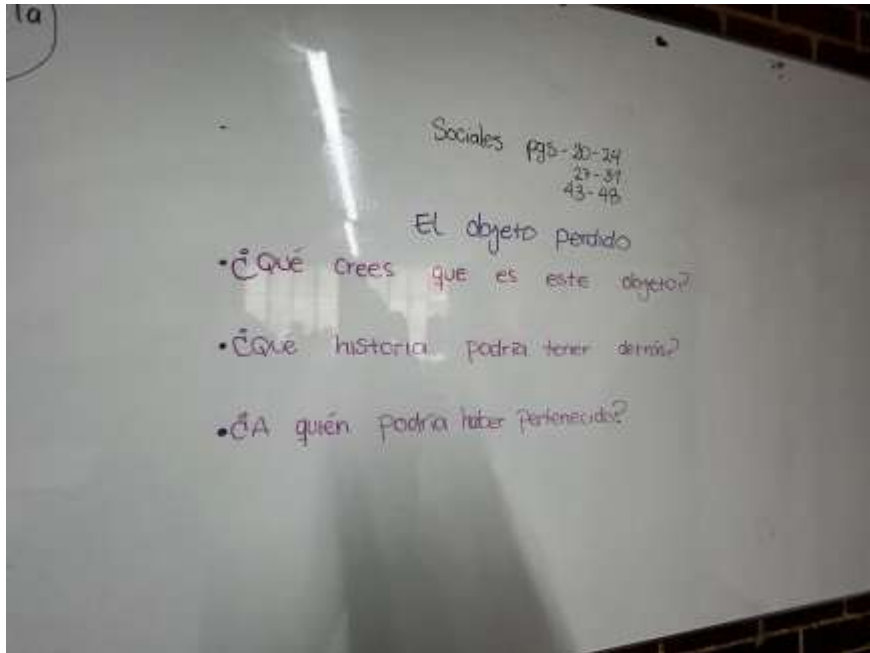 la
Sociales pgs-20-24
27-31
43-48
El objeto perdido
•¿Qué crees que es este objeto?
•¿Qué historia podría tener detrás?
•¿A quién podría haber pertenecido?